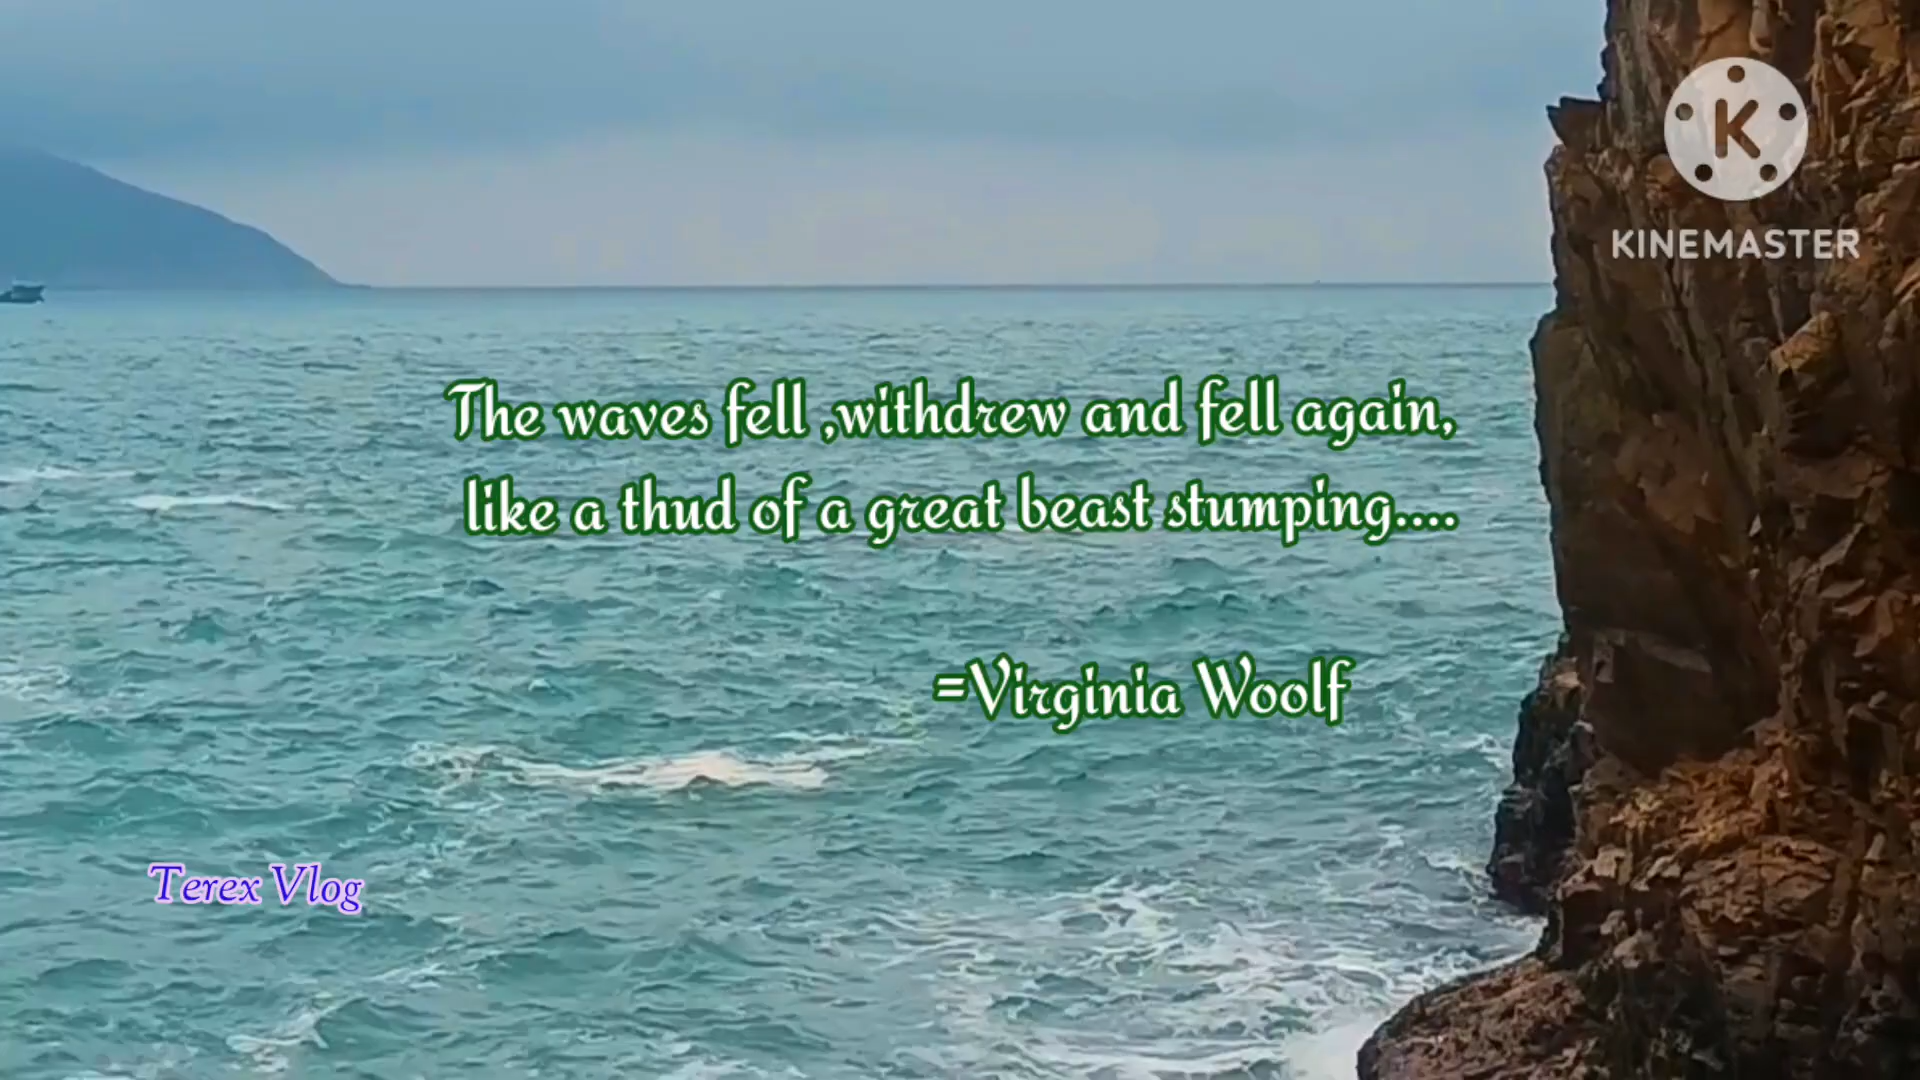 K
KINEMASTER
The waves fell ,withdrew and fell again,
like a thud of a great beast stumping....
=Virginia Woolf
Terex Vlog